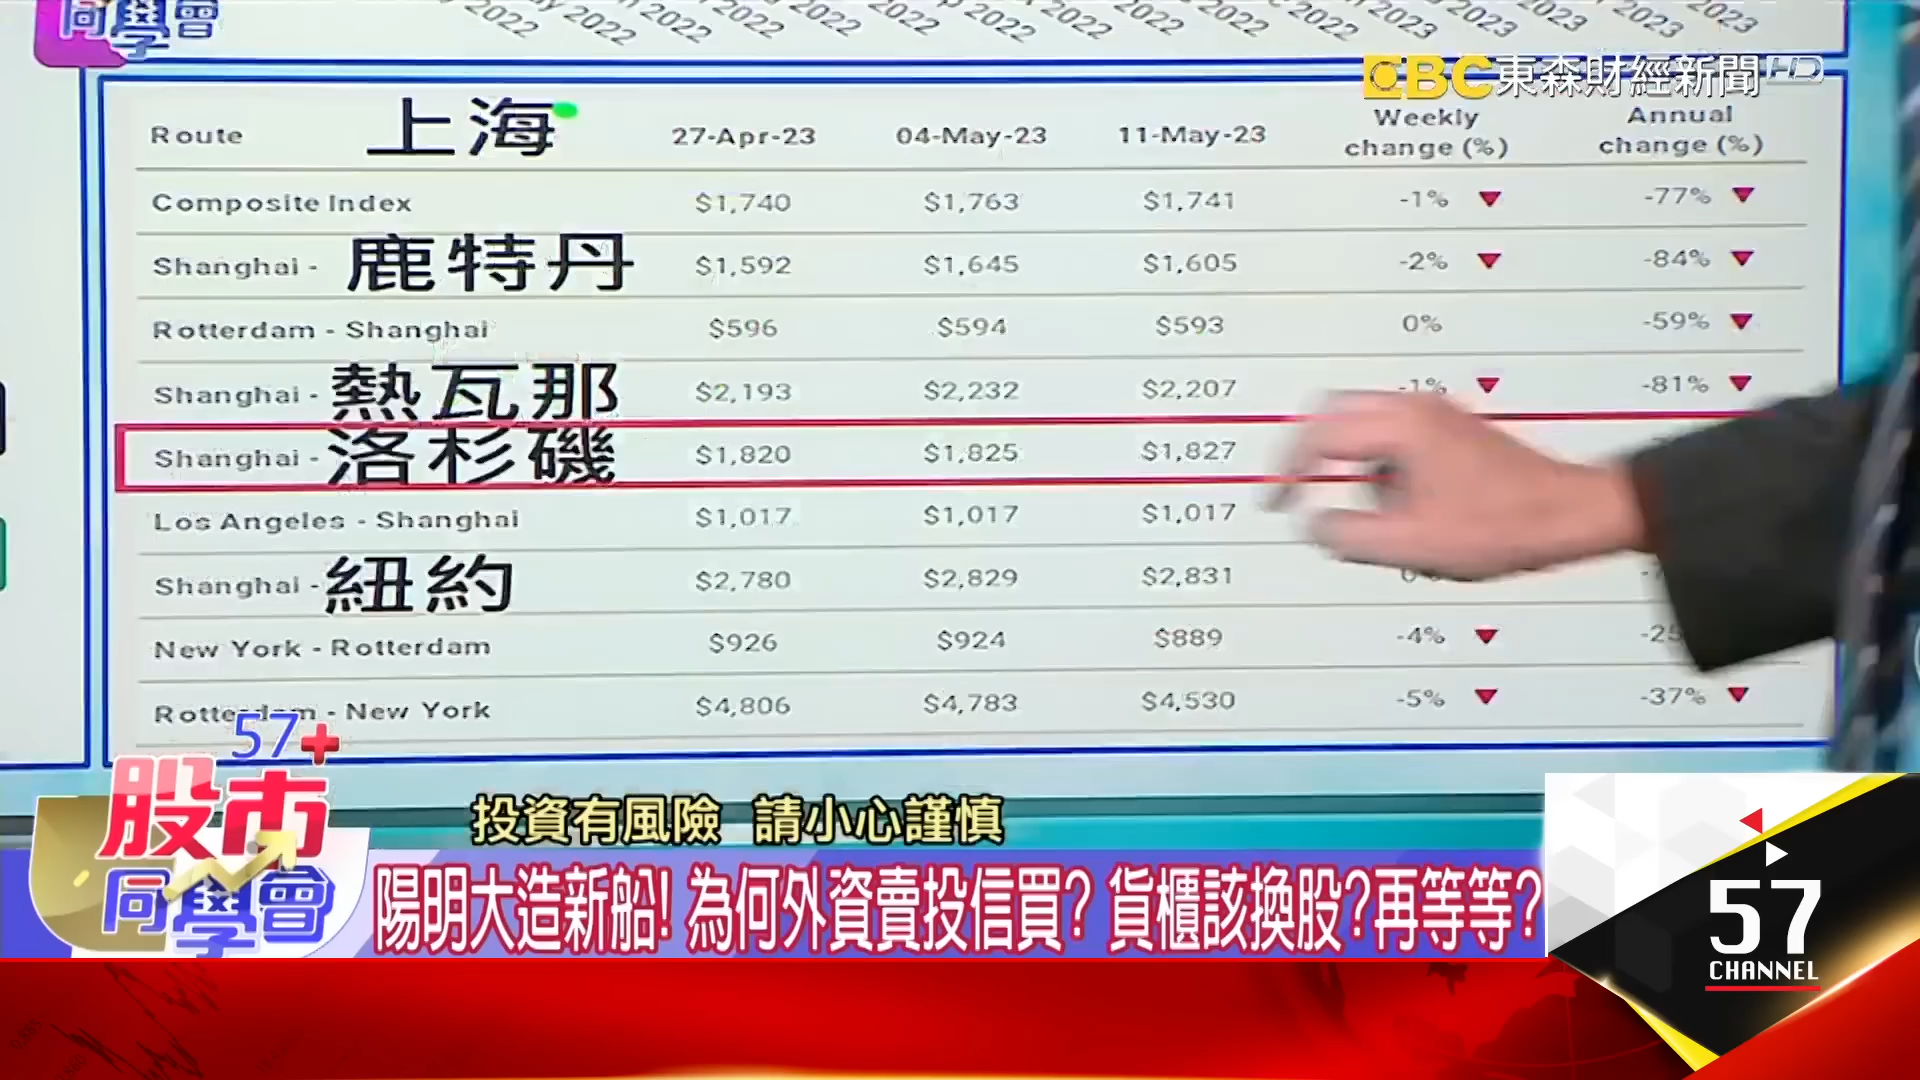 同學會
2022 2022 2022 2022 2022 2022 2022 2022 2022 2022 2023 2023 2023 2023 2023
EBC 東森財經新聞 HD
Route 上海 27-Apr-23 04-May-23 11-May-23 Weekly change (%) Annual change (%)
Composite Index $1,740 $1,763 $1,741 -1% ▼ -77% ▼
Shanghai - 鹿特丹 $1,592 $1,645 $1,605 -2% ▼ -84% ▼
Rotterdam - Shanghai $596 $594 $593 0% -59% ▼
Shanghai - 熱瓦那 $2,193 $2,232 $2,207 -1% ▼ -81% ▼
Shanghai - 洛杉磯 $1,820 $1,825 $1,827
Los Angeles - Shanghai $1,017 $1,017 $1,017
Shanghai - 紐約 $2,780 $2,829 $2,831
New York - Rotterdam $926 $924 $889 -4% ▼ -25
Rotterdam - New York $4,806 $4,783 $4,530 -5% ▼ -37% ▼
57+
股市
同學會
投資有風險 請小心謹慎
陽明大造新船! 為何外資賣投信買? 貨櫃該換股?再等等?
57
CHANNEL